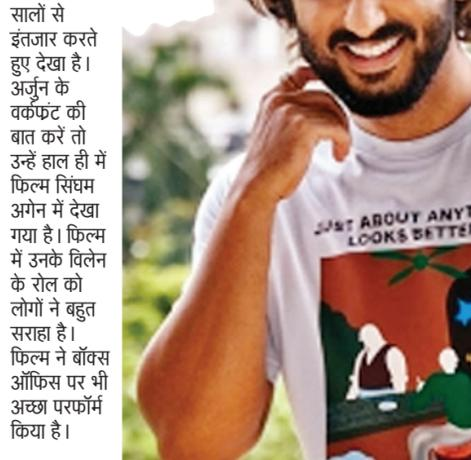 सालों से
इंतजार करते
हुए देखा है।
अर्जुन के
वर्कफंट की
बात करें तो
उन्हें हाल ही में
फिल्म सिंघम
अगेन में देखा
गया है। फिल्म
में उनके विलेन
के रोल को
लोगों ने बहुत
सराहा है।
फिल्म ने बॉक्स
ऑफिस पर भी
अच्छा परफॉर्म
किया है।
JUST ABOUT ANYT
LOOKS BETTE